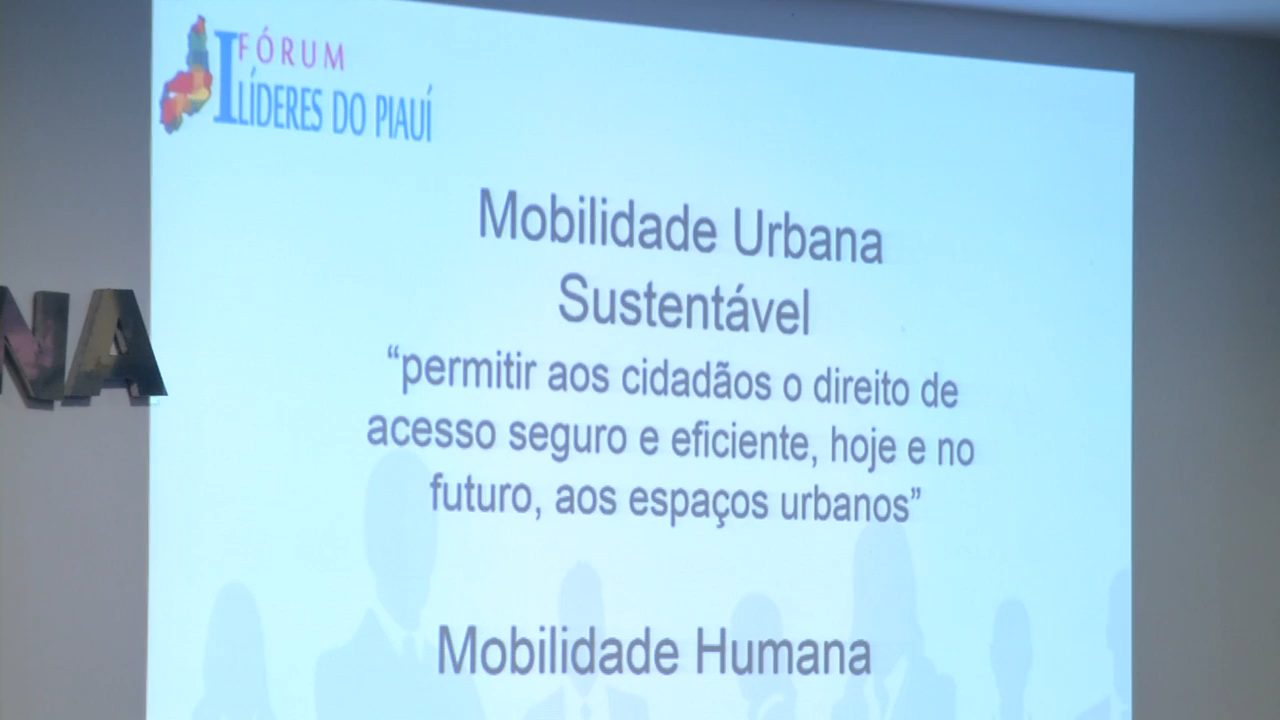 I FÓRUM
LÍDERES DO PIAUÍ
Mobilidade Urbana
Sustentável
“permitir aos cidadãos o direito de
acesso seguro e eficiente, hoje e no
futuro, aos espaços urbanos”
NA
Mobilidade Humana